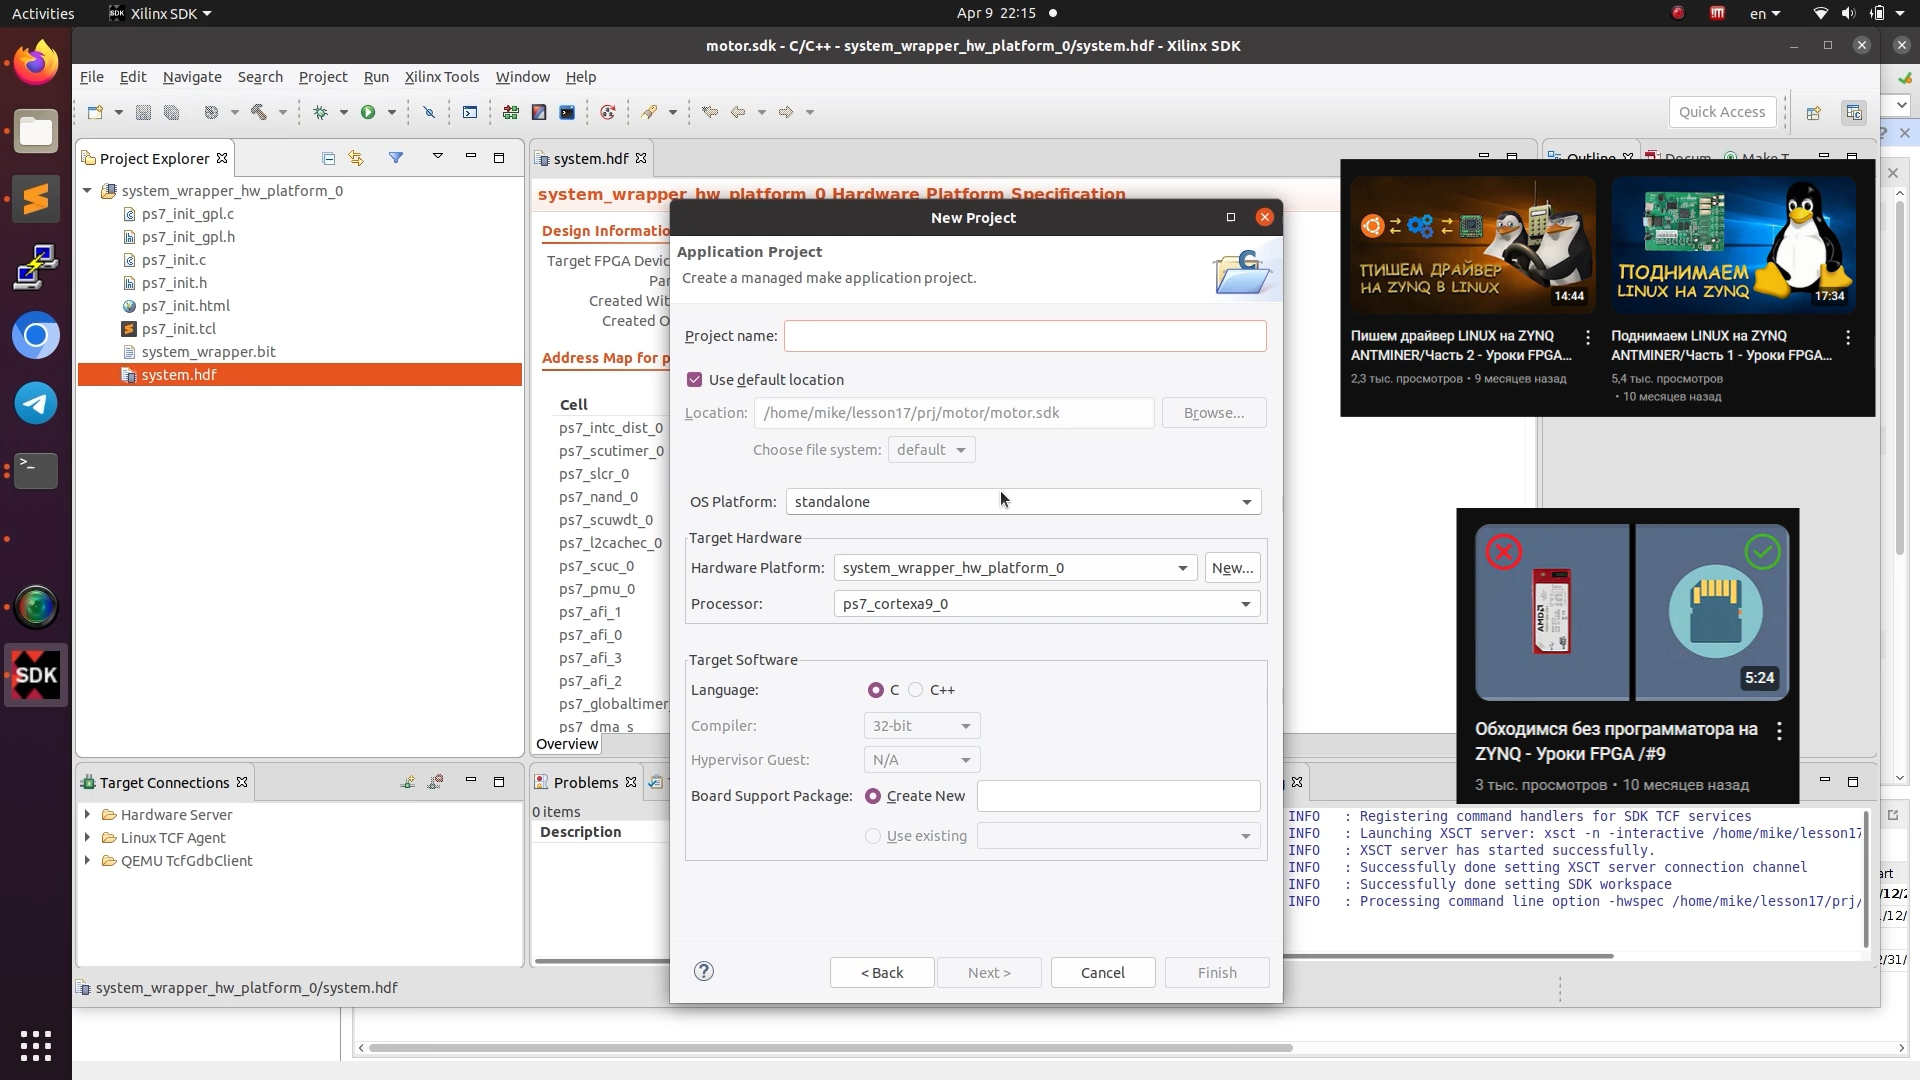 Activities
Xilinx SDK
Apr 9 22:15
en
motor.sdk - C/C++ - system_wrapper_hw_platform_0/system.hdf - Xilinx SDK
File Edit Navigate Search Project Run Xilinx Tools Window Help
Quick Access
Project Explorer
system_wrapper_hw_platform_0
ps7_init_gpl.c
ps7_init_gpl.h
ps7_init.c
ps7_init.h
ps7_init.html
ps7_init.tcl
system_wrapper.bit
system.hdf
SDK
system.hdf
system_wrapper_hw_platform_0 Hardware Platform Specification
Design Informatio
Target FPGA Devic
Par
Created Wit
Created O
Address Map for p
Cell
ps7_intc_dist_0
ps7_scutimer_0
ps7_slcr_0
ps7_nand_0
ps7_scuwdt_0
ps7_l2cachec_0
ps7_scuc_0
ps7_pmu_0
ps7_afi_1
ps7_afi_0
ps7_afi_3
ps7_afi_2
ps7_globaltimer
ps7_dma_s
Overview
New Project
Application Project
Create a managed make application project.
Project name:
Use default location
Location: /home/mike/lesson17/prj/motor/motor.sdk Browse...
Choose file system: default
OS Platform: standalone
Target Hardware
Hardware Platform: system_wrapper_hw_platform_0 New...
Processor: ps7_cortexa9_0
Target Software
Language: C C++
Compiler: 32-bit
Hypervisor Guest: N/A
Board Support Package: Create New
Use existing
< Back Next > Cancel Finish
Outline Docum Make T
ПИШЕМ ДРАЙВЕР
НА ZYNQ В LINUX
14:44
Пишем драйвер LINUX на ZYNQ
ANTMINER/Часть 2 - Уроки FPGA...
2,3 тыс. просмотров • 9 месяцев назад
ПОДНИМАЕМ
LINUX НА ZYNQ
17:34
Поднимаем LINUX на ZYNQ
ANTMINER/Часть 1 - Уроки FPGA...
5,4 тыс. просмотров
• 10 месяцев назад
AMD
5:24
Обходимся без программатора на
ZYNQ - Уроки FPGA /#9
3 тыс. просмотров • 10 месяцев назад
Target Connections
Hardware Server
Linux TCF Agent
QEMU TcfGdbClient
Problems
0 items
Description
INFO : Registering command handlers for SDK TCF services
INFO : Launching XSCT server: xsct -n -interactive /home/mike/lesson17
INFO : XSCT server has started successfully.
INFO : Successfully done setting XSCT server connection channel
INFO : Successfully done setting SDK workspace
INFO : Processing command line option -hwspec /home/mike/lesson17/prj/
art
/12/2
/12/
/31/
system_wrapper_hw_platform_0/system.hdf